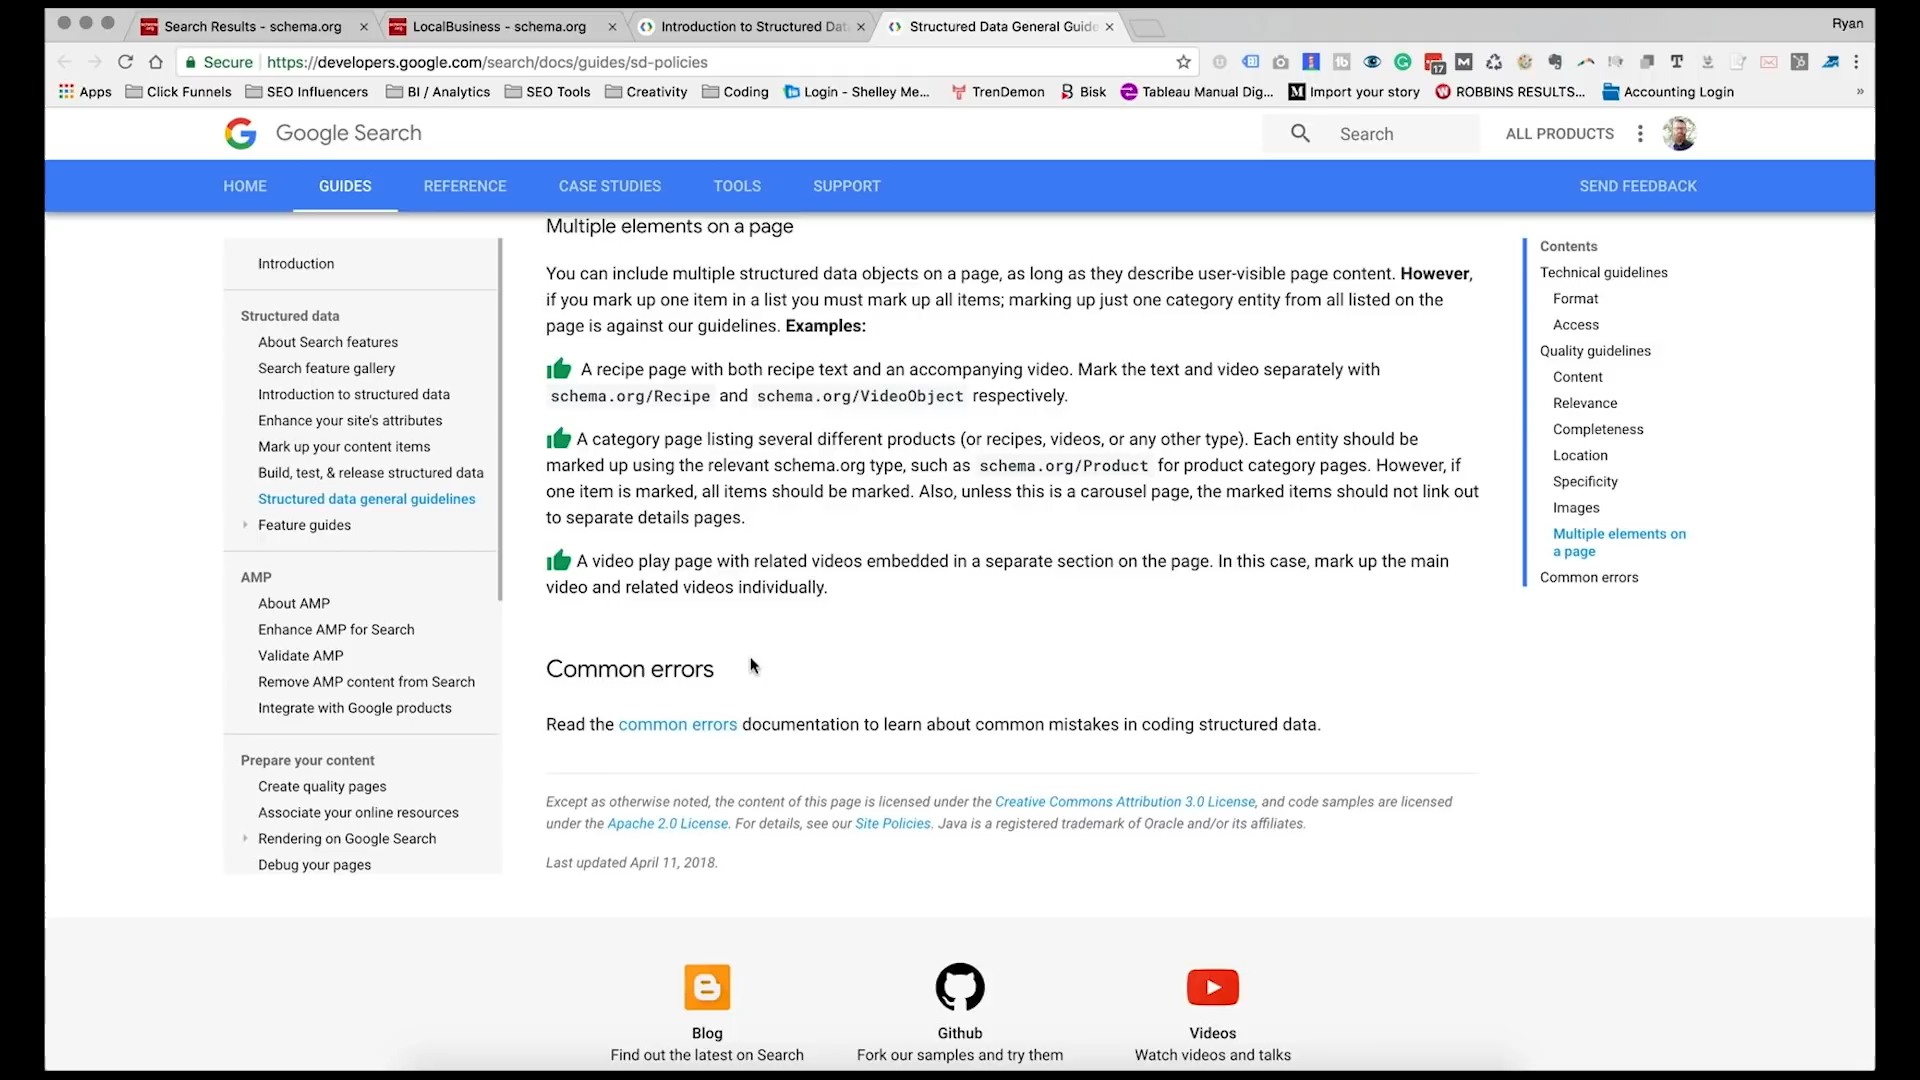 Search Results - schema.org
LocalBusiness - schema.org
Introduction to Structured Dat
Structured Data General Guide
Ryan
Secure
https://developers.google.com/search/docs/guides/sd-policies
17
Apps
Click Funnels
SEO Influencers
BI / Analytics
SEO Tools
Creativity
Coding
Login - Shelley Me...
TrenDemon
Bisk
Tableau Manual Dig...
Import your story
ROBBINS RESULTS...
Accounting Login
»
Google Search
Search
ALL PRODUCTS
HOME
GUIDES
REFERENCE
CASE STUDIES
TOOLS
SUPPORT
SEND FEEDBACK
Introduction
Structured data
About Search features
Search feature gallery
Introduction to structured data
Enhance your site's attributes
Mark up your content items
Build, test, & release structured data
Structured data general guidelines
Feature guides
AMP
About AMP
Enhance AMP for Search
Validate AMP
Remove AMP content from Search
Integrate with Google products
Prepare your content
Create quality pages
Associate your online resources
Rendering on Google Search
Debug your pages
Multiple elements on a page
You can include multiple structured data objects on a page, as long as they describe user-visible page content. However,
if you mark up one item in a list you must mark up all items; marking up just one category entity from all listed on the
page is against our guidelines. Examples:
A recipe page with both recipe text and an accompanying video. Mark the text and video separately with
schema.org/Recipe and schema.org/VideoObject respectively.
A category page listing several different products (or recipes, videos, or any other type). Each entity should be
marked up using the relevant schema.org type, such as schema.org/Product for product category pages. However, if
one item is marked, all items should be marked. Also, unless this is a carousel page, the marked items should not link out
to separate details pages.
A video play page with related videos embedded in a separate section on the page. In this case, mark up the main
video and related videos individually.
Common errors
Read the common errors documentation to learn about common mistakes in coding structured data.
Except as otherwise noted, the content of this page is licensed under the Creative Commons Attribution 3.0 License, and code samples are licensed
under the Apache 2.0 License. For details, see our Site Policies. Java is a registered trademark of Oracle and/or its affiliates.
Last updated April 11, 2018.
Contents
Technical guidelines
Format
Access
Quality guidelines
Content
Relevance
Completeness
Location
Specificity
Images
Multiple elements on
a page
Common errors
Blog
Find out the latest on Search
Github
Fork our samples and try them
Videos
Watch videos and talks